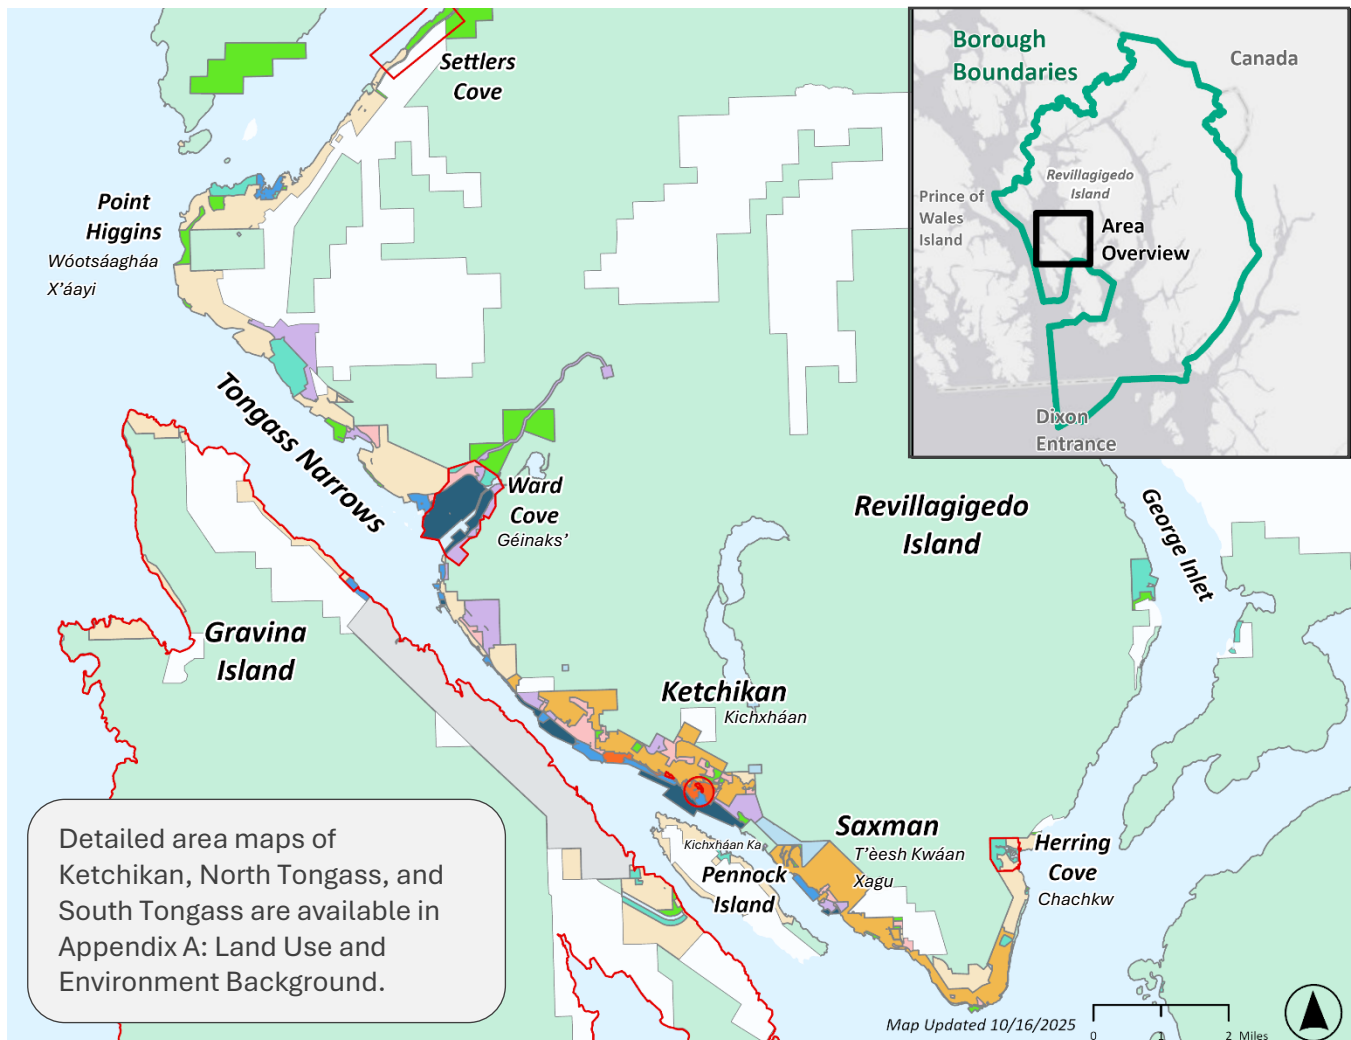 Settlers
Cove
Point
Higgins
Wóotsáagháa
X'áayi
Tongass Narrows
Ward
Cove
Géinaks'
Gravina
Island
Revillagigedo
Island
George Inlet
Ketchikan
Kichxháan
Saxman
T'èesh Kwáan
Xagu
Kichxháan Ka
Pennock
Island
Herring
Cove
Chachkw
Borough
Boundaries
Canada
Revillagigedo
Island
Prince of
Wales
Island
Area
Overview
Dixon
Entrance
Detailed area maps of
Ketchikan, North Tongass, and
South Tongass are available in
Appendix A: Land Use and
Environment Background.
Map Updated 10/16/2025
0 1 2 Miles